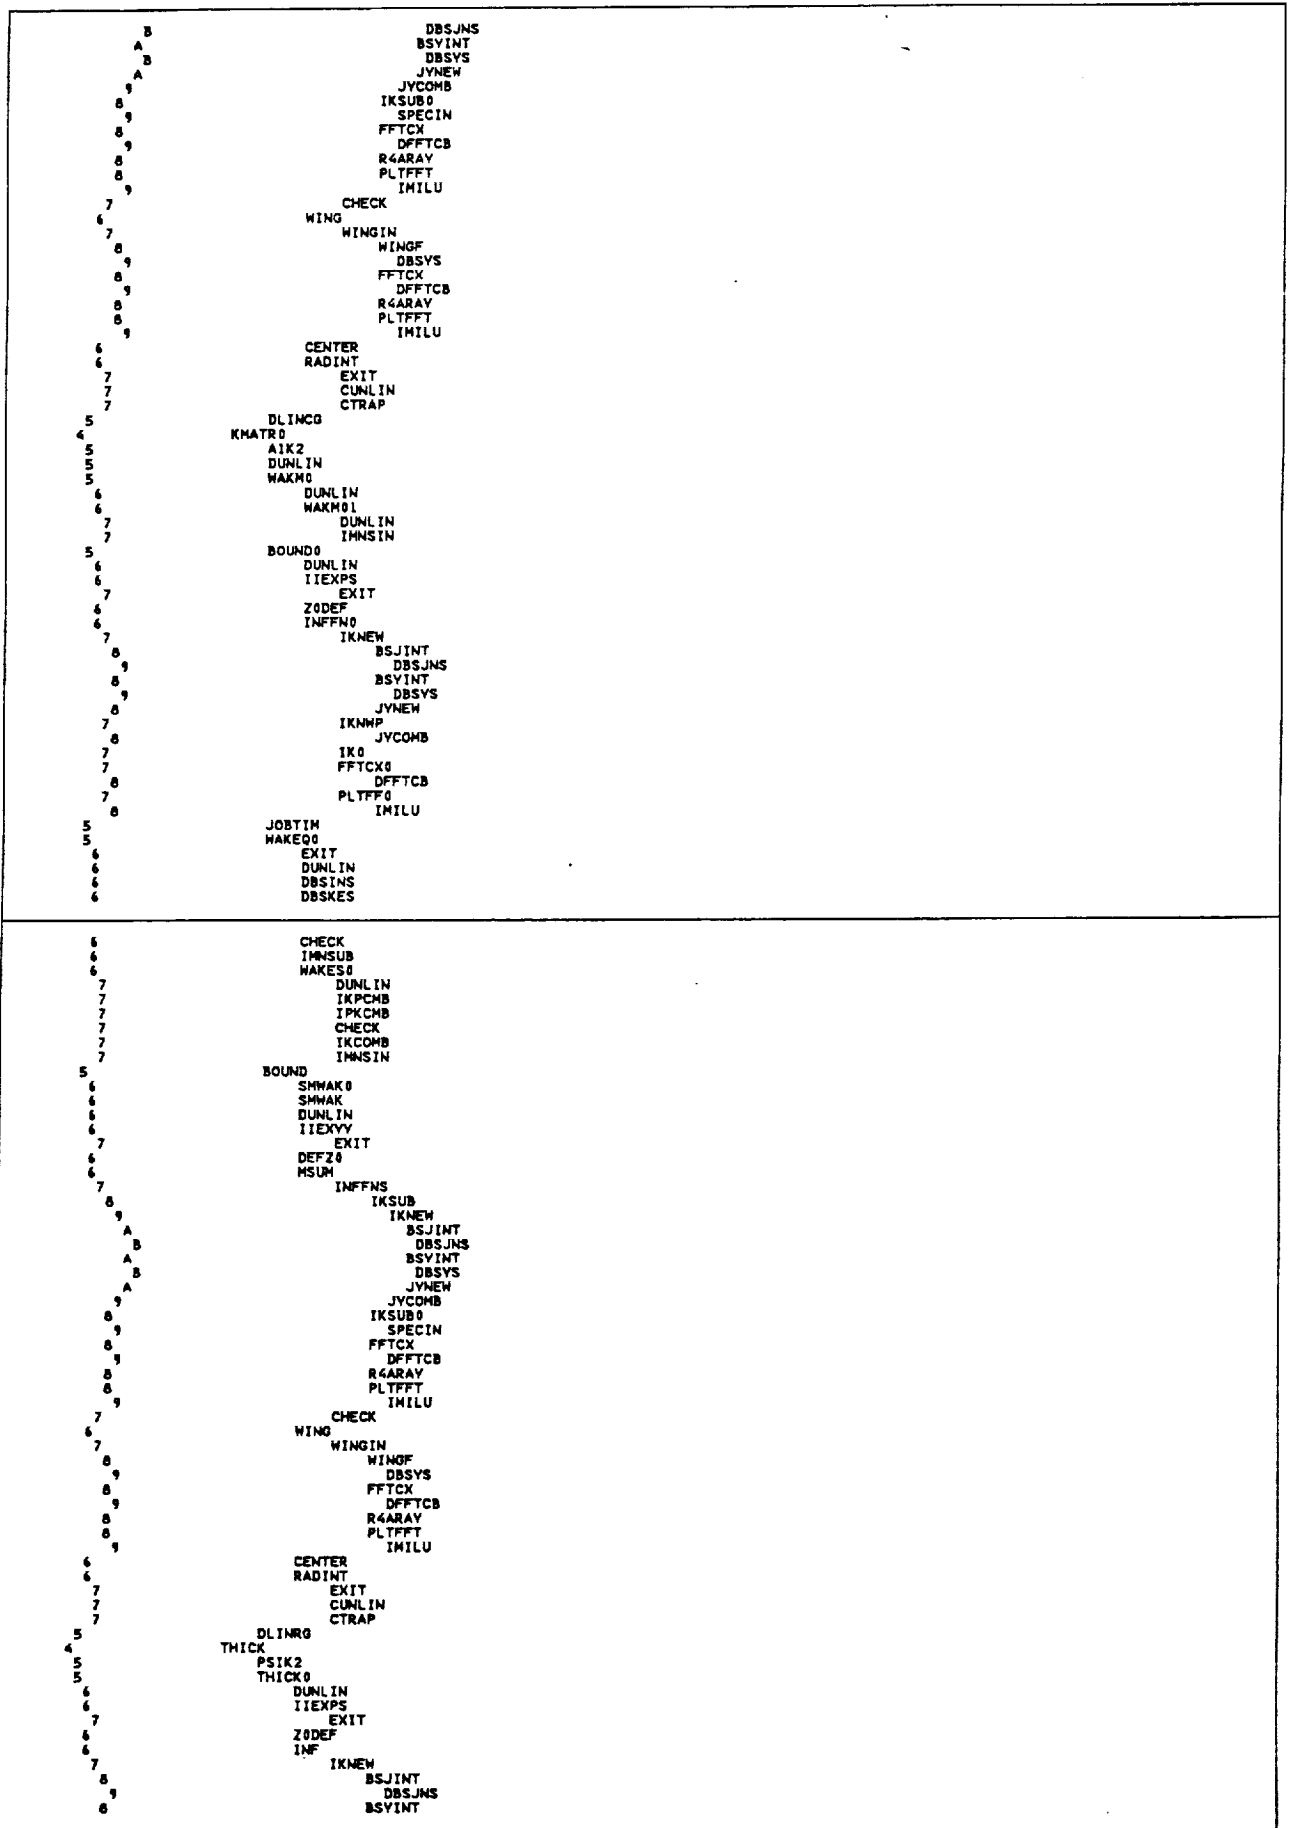 B DBSJNS
A BSYINT
B DBSYS
A JYNEW
9 JYCOMB
8 IKSUB0
9 SPECIN
8 FFTCX
9 DFFTCB
8 R4ARAY
8 PLTFFT
9 IMILU
7 CHECK
6 WING
7 WINGIN
8 WINGF
9 DBSYS
8 FFTCX
9 DFFTCB
8 R4ARAY
8 PLTFFT
9 IMILU
6 CENTER
6 RADINT
7 EXIT
7 CUNLIN
7 CTRAP
5 DLINCG
4 KMATR0
5 AIK2
5 DUNLIN
5 WAKM0
6 DUNLIN
6 WAKM01
7 DUNLIN
7 IMNSIN
5 BOUND0
6 DUNLIN
6 IIEXPS
7 EXIT
6 Z0DEF
6 INFFN0
7 IKNEW
8 BSJINT
9 DBSJNS
8 BSYINT
9 DBSYS
8 JYNEW
7 IKNWP
8 JYCOMB
7 IK0
7 FFTCX0
8 DFFTCB
7 PLTFF0
8 IMILU
5 JOBTIM
5 WAKEQ0
6 EXIT
6 DUNLIN
6 DBSINS
6 DBSKES
6 CHECK
6 IMNSUB
6 WAKES0
7 DUNLIN
7 IKPCMB
7 IPKCMB
7 CHECK
7 IKCOMB
7 IMNSIN
5 BOUND
6 SMWAK0
6 SMWAK
6 DUNLIN
6 IIEXYY
7 EXIT
6 DEFZ0
6 MSUM
7 INFFNS
8 IKSUB
9 IKNEW
A BSJINT
B DBSJNS
A BSYINT
B DBSYS
A JYNEW
9 JYCOMB
8 IKSUB0
9 SPECIN
8 FFTCX
9 DFFTCB
8 R4ARAY
8 PLTFFT
9 IMILU
7 CHECK
6 WING
7 WINGIN
8 WINGF
9 DBSYS
8 FFTCX
9 DFFTCB
8 R4ARAY
8 PLTFFT
9 IMILU
6 CENTER
6 RADINT
7 EXIT
7 CUNLIN
7 CTRAP
5 DLINRG
4 THICK
5 PSIK2
5 THICK0
6 DUNLIN
6 IIEXPS
7 EXIT
6 Z0DEF
6 INF
7 IKNEW
8 BSJINT
9 DBSJNS
8 BSYINT